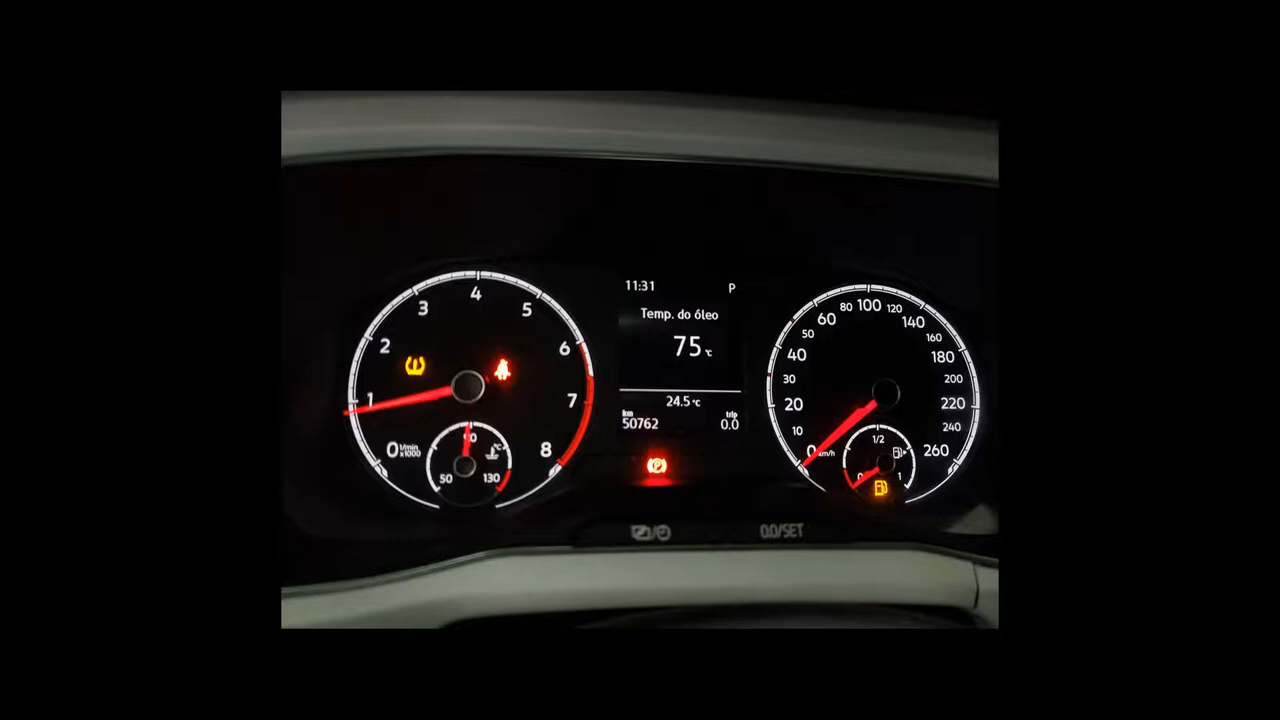 11:31 P
Temp. do óleo
75 °C
24.5 °C
km trip
50762 0.0
0 1 2 3 4 5 6 7 8
1/min
x1000
50 90 130
°C
0 10 20 30 40 50 60 80 100 120 140 160 180 200 220 240 260
km/h
0 1/2 1
(P)
0.0/SET